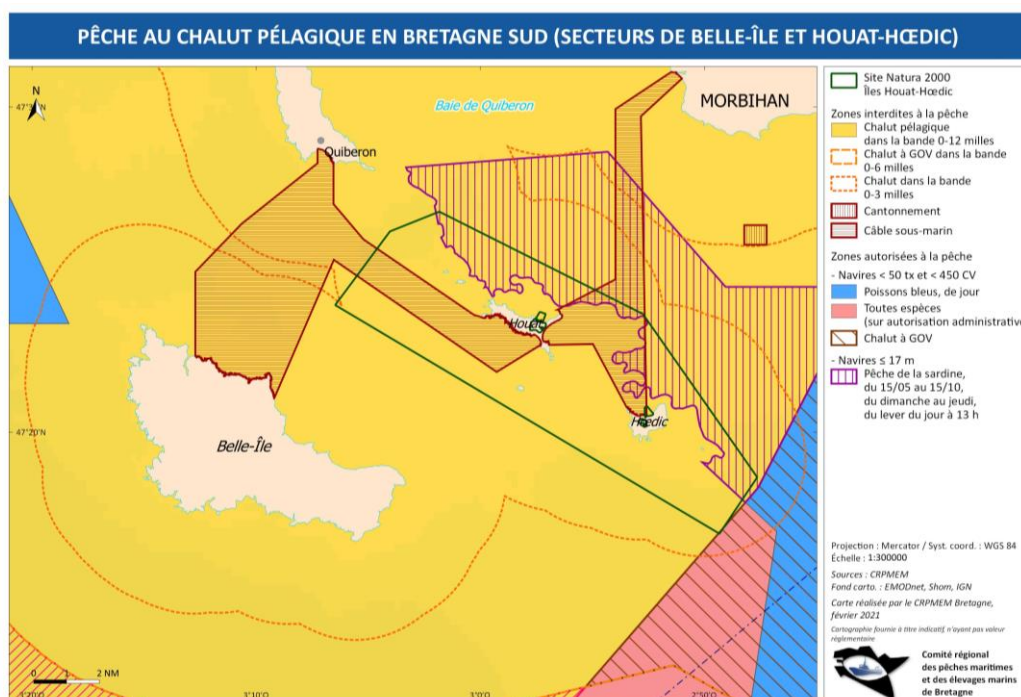 PÊCHE AU CHALUT PÉLAGIQUE EN BRETAGNE SUD (SECTEURS DE BELLE-ÎLE ET HOUAT-HŒDIC)
47°30'N
N
Baie de Quiberon
MORBIHAN
Quiberon
Houat
47°20'N
Belle-Île
Hœdic
0 1 2 NM
3°20'O
3°10'O
3°0'O
2°50'O
Site Natura 2000
Îles Houat-Hœdic
Zones interdites à la pêche
Chalut pélagique
dans la bande 0-12 milles
Chalut à GOV dans la bande
0-6 milles
Chalut dans la bande
0-3 milles
Cantonnement
Câble sous-marin
Zones autorisées à la pêche
- Navires < 50 tx et < 450 CV
Poissons bleus, de jour
Toutes espèces
(sur autorisation administrative
Chalut à GOV
- Navires ≤ 17 m
Pêche de la sardine,
du 15/05 au 15/10,
du dimanche au jeudi,
du lever du jour à 13 h
Projection : Mercator / Syst. coord. : WGS 84
Échelle : 1:300000
Sources : CRPMEM
Fond carto. : EMODnet, Shom, IGN
Carte réalisée par le CRPMEM Bretagne,
février 2021
Cartographie fournie à titre indicatif, n'ayant pas valeur
réglementaire
Comité régional
des pêches maritimes
et des élevages marins
de Bretagne